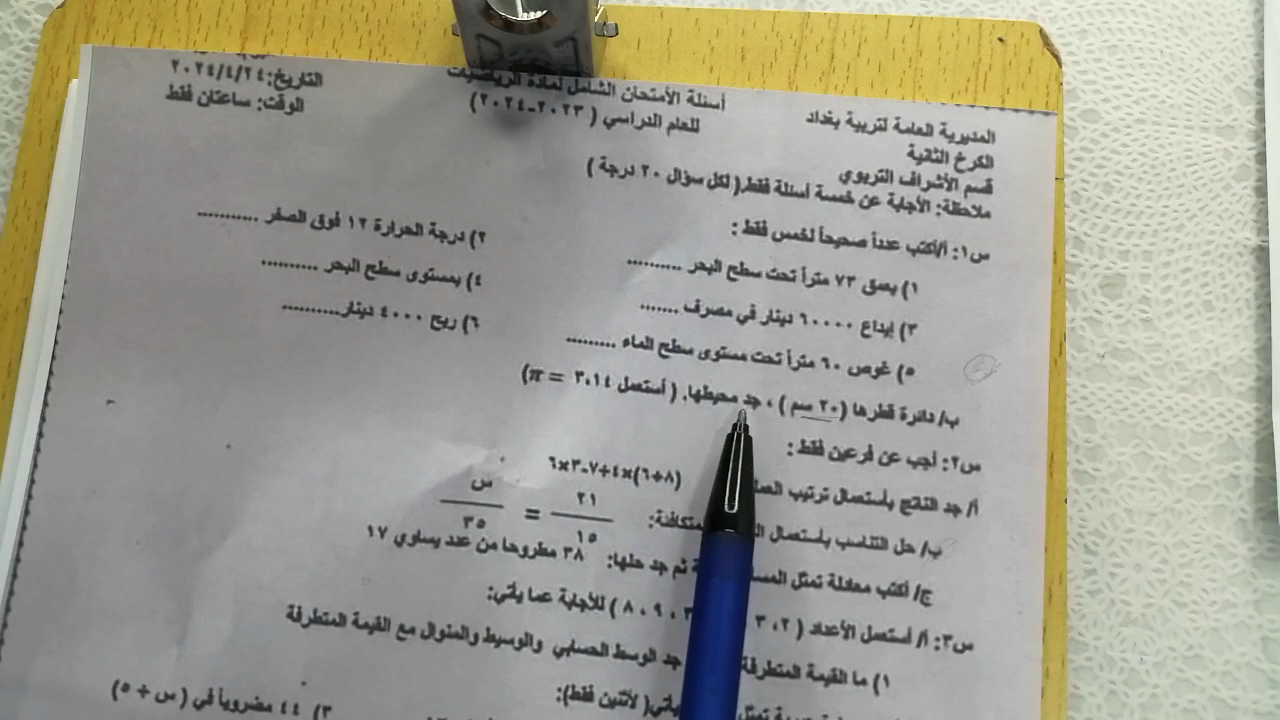 المديرية العامة لتربية بغداد
الكرخ الثانية
قسم الأشراف التربوي
أسئلة الأمتحان الشامل لمادة الرياضيات
للعام الدراسي ( ٢٠٢٣-٢٠٢٤)
التاريخ:٢٠٢٤/٤/٢٤
الوقت: ساعتان فقط
ملاحظة: الأجابة عن خمسة أسئلة فقط( لكل سؤال ٢٠ درجة )
س١: أ/أكتب عدداً صحيحاً لخمس فقط :
١) يعمق ٧٣ متراً تحت سطح البحر .......... ٢) درجة الحرارة ١٢ فوق الصفر ...........
٣) إيداع ٦٠٠٠٠ دينار في مصرف ....... ٤) بمستوى سطح البحر ..........
٥) غوص ٦٠ متراً تحت مستوى سطح الماء ......... ٦) ربح ٤٠٠٠ دينار..........
ب/ دائرة قطرها (٢٠ سم ) ، جد محيطها. ( أستعمل ٣،١٤ = π)
س٢: أجب عن فرعين فقط :
أ/ جد الناتج بأستعمال ترتيب (٨+٦)×٤÷٧-٣×٦
ب/ حل التناسب بأستعمال ٢١/١٥ = س/٣٥
ج/ أكتب معادلة تمثل ثم جد حلها: ٣٨ مطروحا من عدد يساوي ١٧
س٣: أ/ أستعمل الأعداد ( ٢، ٣ ، ٩ ، ٨ ) للأجابة عما يأتي:
١) ما القيمة المتطرفة جد الوسط الحسابي والوسيط والمنوال مع القيمة المتطرفة
يأتي( لأثنين فقط):
٣) ٤٤ مضروباً في ( س + ٥)